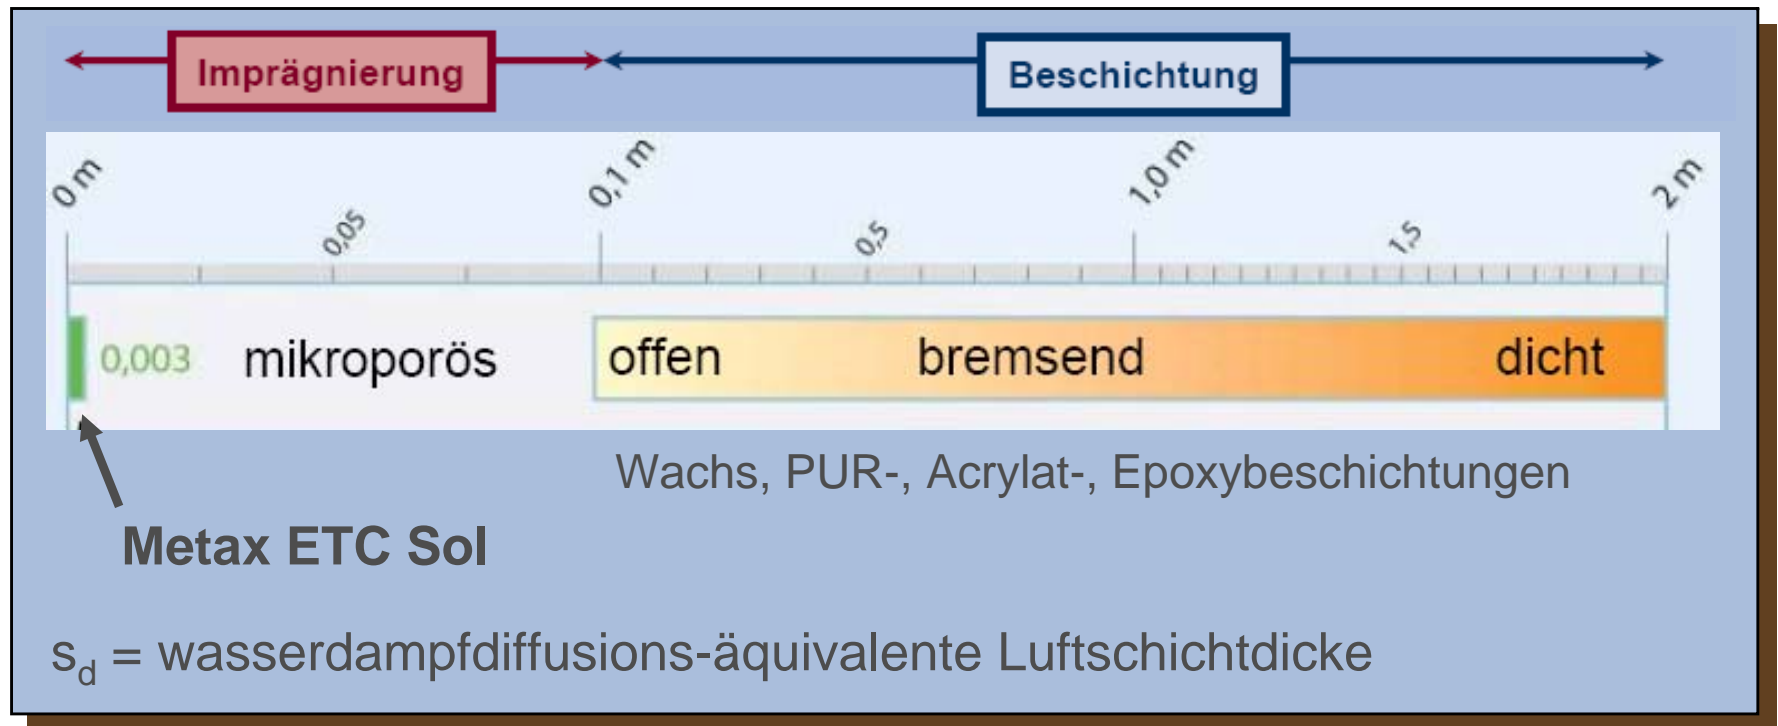 Imprägnierung
Beschichtung
0 m
0,05
0,1 m
0,5
1,0 m
1,5
2 m
0,003 mikroporös offen bremsend dicht
Wachs, PUR-, Acrylat-, Epoxybeschichtungen
Metax ETC Sol
sd = wasserdampfdiffusions-äquivalente Luftschichtdicke